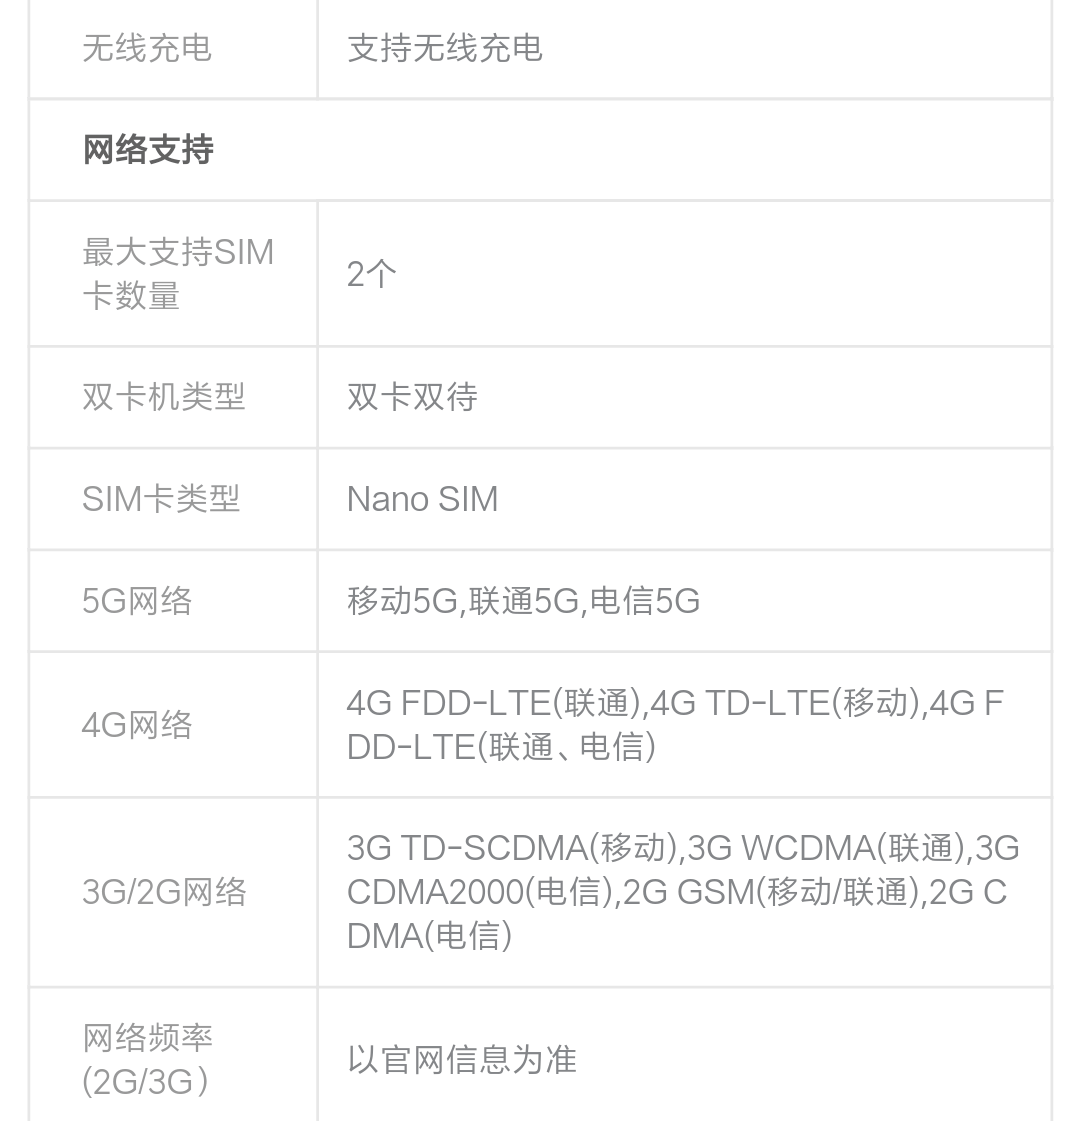 无线充电
支持无线充电
网络支持
最大支持SIM
卡数量
2个
双卡机类型
双卡双待
SIM卡类型
Nano SIM
5G网络
移动5G,联通5G,电信5G
4G网络
4G FDD-LTE(联通),4G TD-LTE(移动),4G F
DD-LTE(联通、电信)
3G/2G网络
3G TD-SCDMA(移动),3G WCDMA(联通),3G
CDMA2000(电信),2G GSM(移动/联通),2G C
DMA(电信)
网络频率
(2G/3G）
以官网信息为准